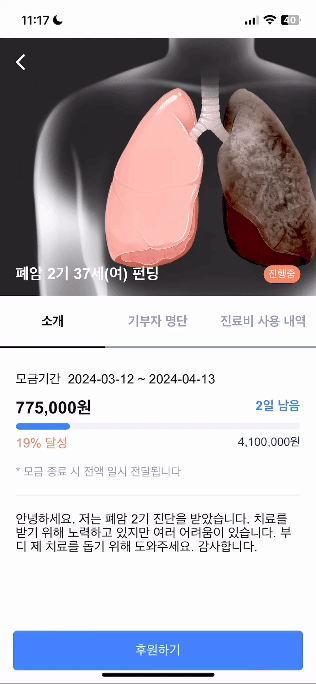 11:17
40
폐암 2기 37세(여) 펀딩
진행중
소개
기부자 명단
진료비 사용 내역
모금기간 2024-03-12 ~ 2024-04-13
775,000원
2일 남음
19% 달성
4,100,000원
* 모금 종료 시 전액 일시 전달됩니다
안녕하세요. 저는 폐암 2기 진단을 받았습니다. 치료를
받기 위해 노력하고 있지만 여러 어려움이 있습니다. 부
디 제 치료를 돕기 위해 도와주세요. 감사합니다.
후원하기